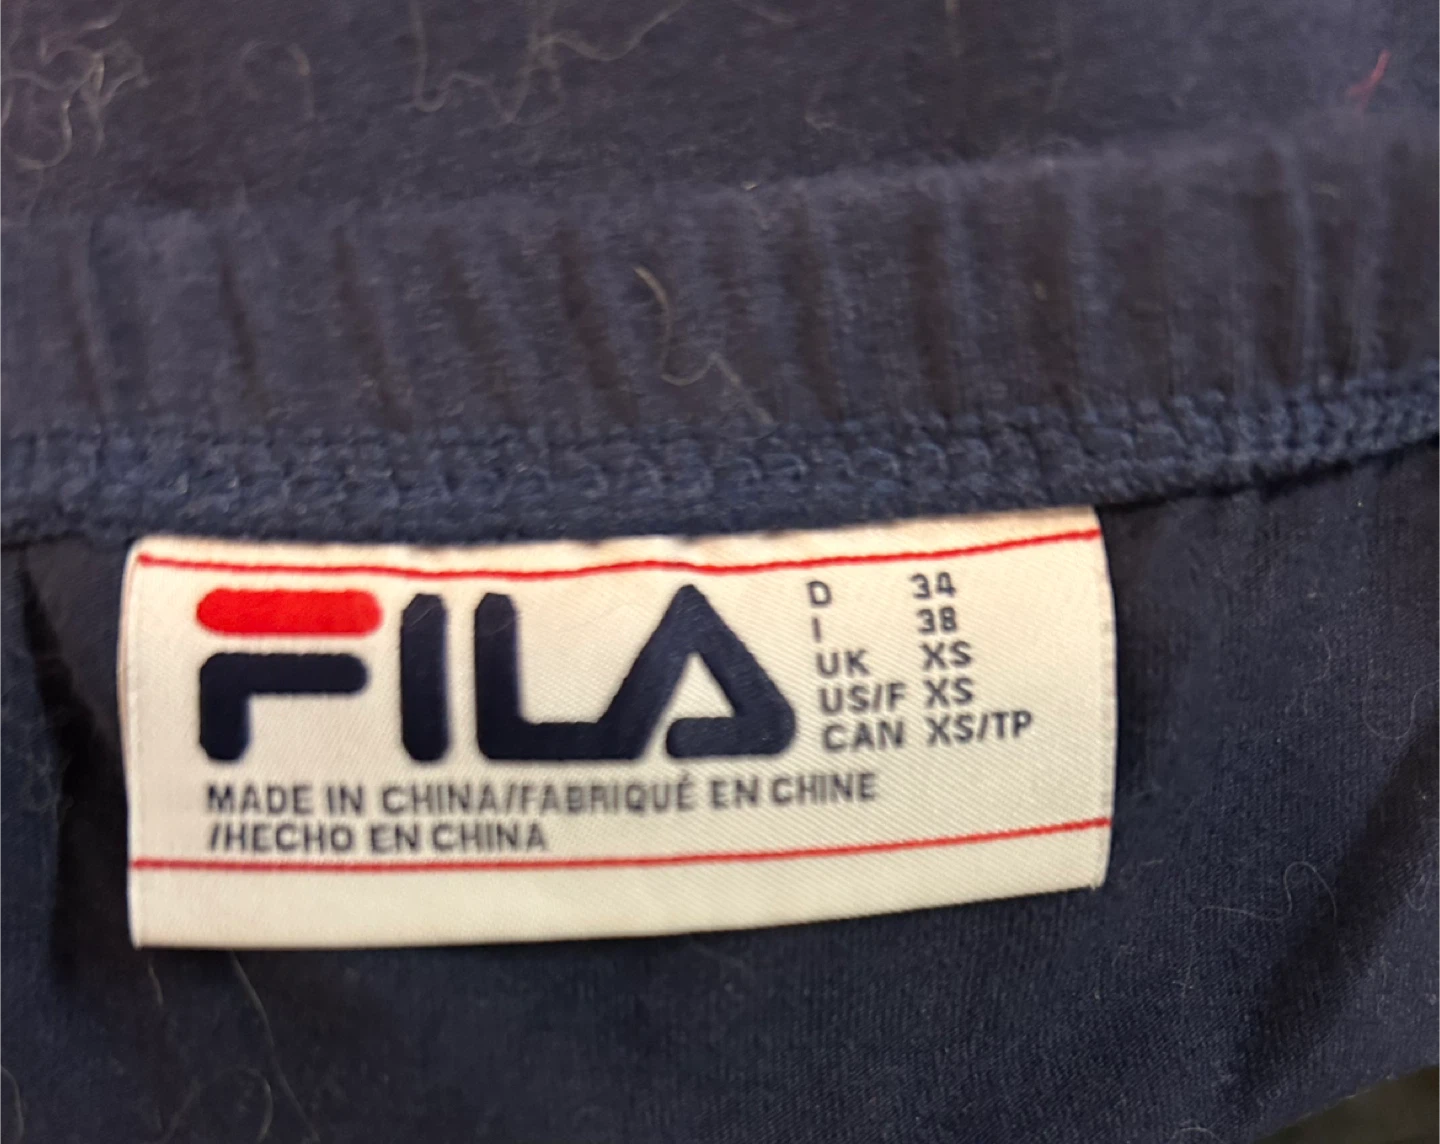 FILA
D 34
I 38
UK XS
US/F XS
CAN XS/TP
MADE IN CHINA/FABRIQUÉ EN CHINE
/HECHO EN CHINA